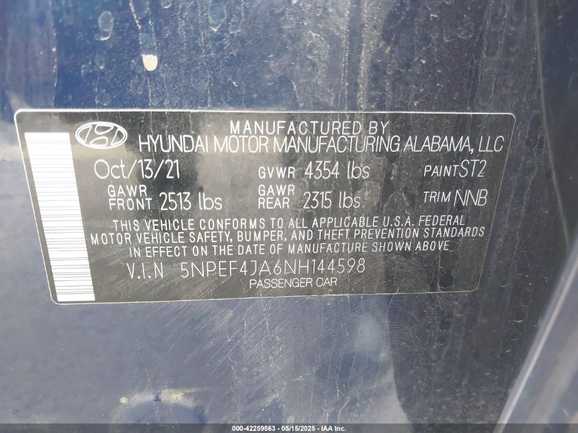 MANUFACTURED BY
HYUNDAI MOTOR MANUFACTURING ALABAMA, LLC
Oct/13/21 GVWR 4354 lbs PAINT ST2
GAWR FRONT 2513 lbs GAWR REAR 2315 lbs TRIM NNB
THIS VEHICLE CONFORMS TO ALL APPLICABLE U.S.A. FEDERAL
MOTOR VEHICLE SAFETY, BUMPER, AND THEFT PREVENTION STANDARDS
IN EFFECT ON THE DATE OF MANUFACTURE SHOWN ABOVE.
V.I.N 5NPEF4JA6NH144598
PASSENGER CAR
000-42259563 - 05/15/2025 - IAA Inc.